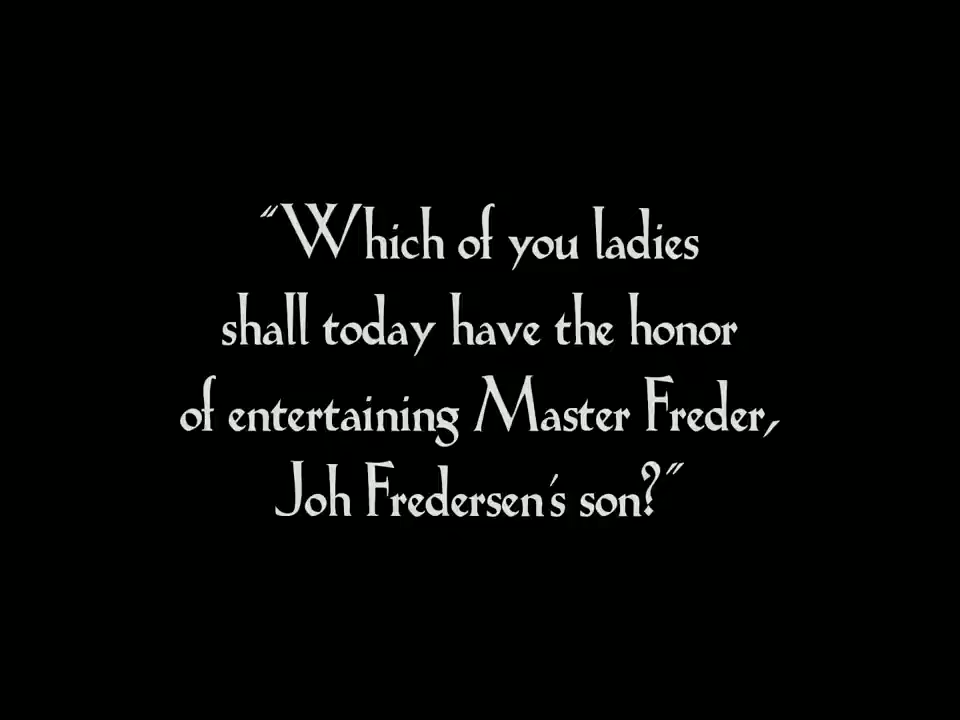 “Which of you ladies
shall today have the honor
of entertaining Master Freder,
Joh Fredersen's son?”